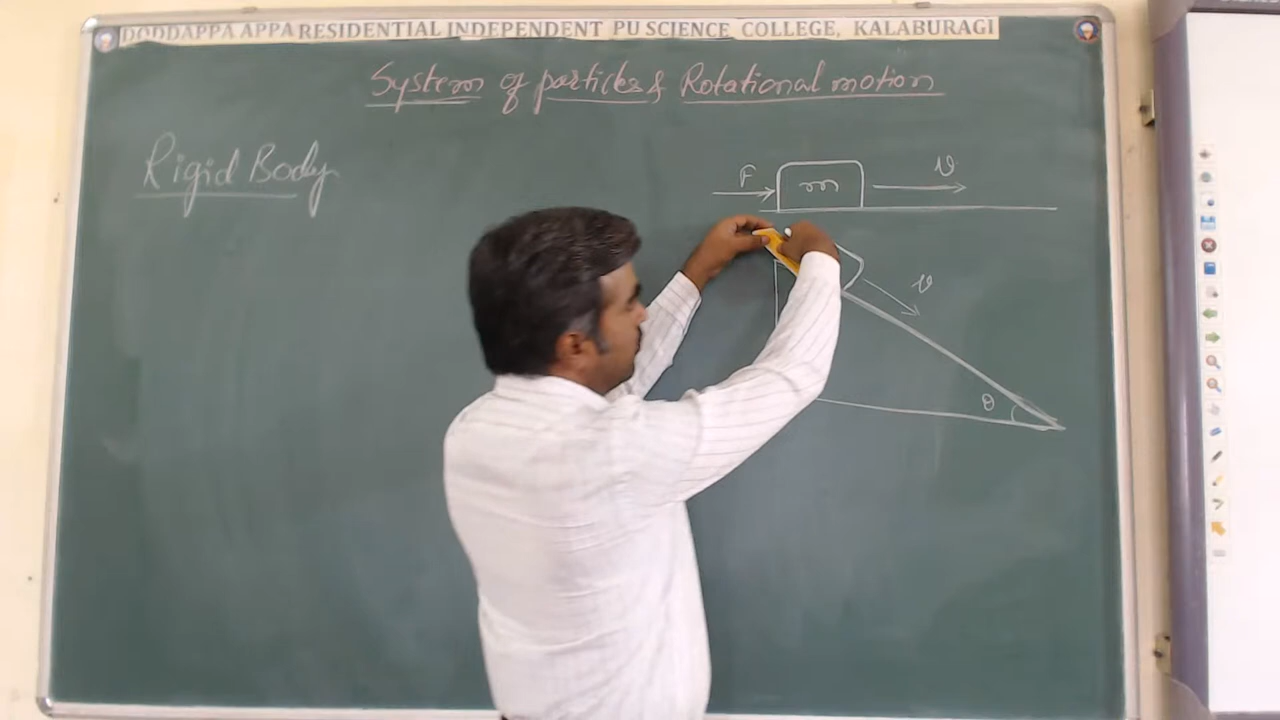 DODDAPPA APPA RESIDENTIAL INDEPENDENT PU SCIENCE COLLEGE, KALABURAGI
System of particles & Rotational motion
Rigid Body
F m v
v
θ